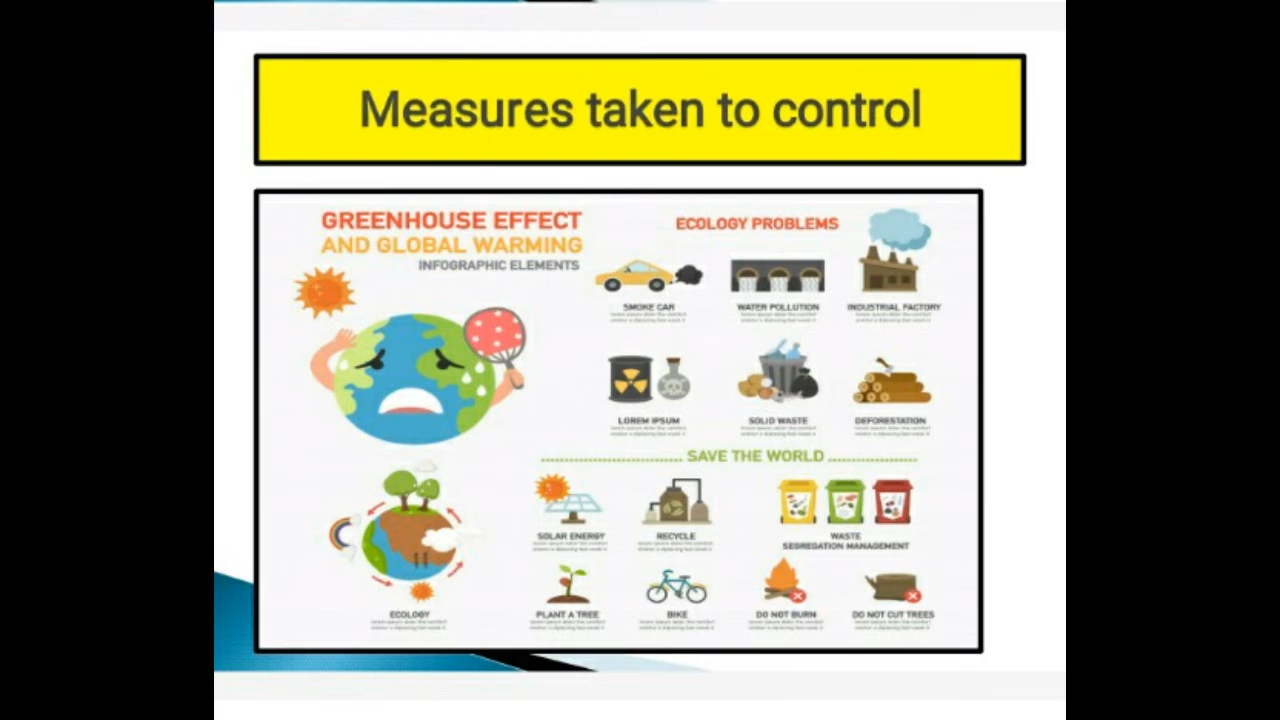 Measures taken to control
GREENHOUSE EFFECT
AND GLOBAL WARMING
INFOGRAPHIC ELEMENTS
ECOLOGY PROBLEMS
SMOKE CAR
WATER POLLUTION
INDUSTRIAL FACTORY
LOREM IPSUM
SOLID WASTE
DEFORESTATION
SAVE THE WORLD
SOLAR ENERGY
RECYCLE
WASTE
SEGREGATION MANAGEMENT
ECOLOGY
PLANT A TREE
BIKE
DO NOT BURN
DO NOT CUT TREES